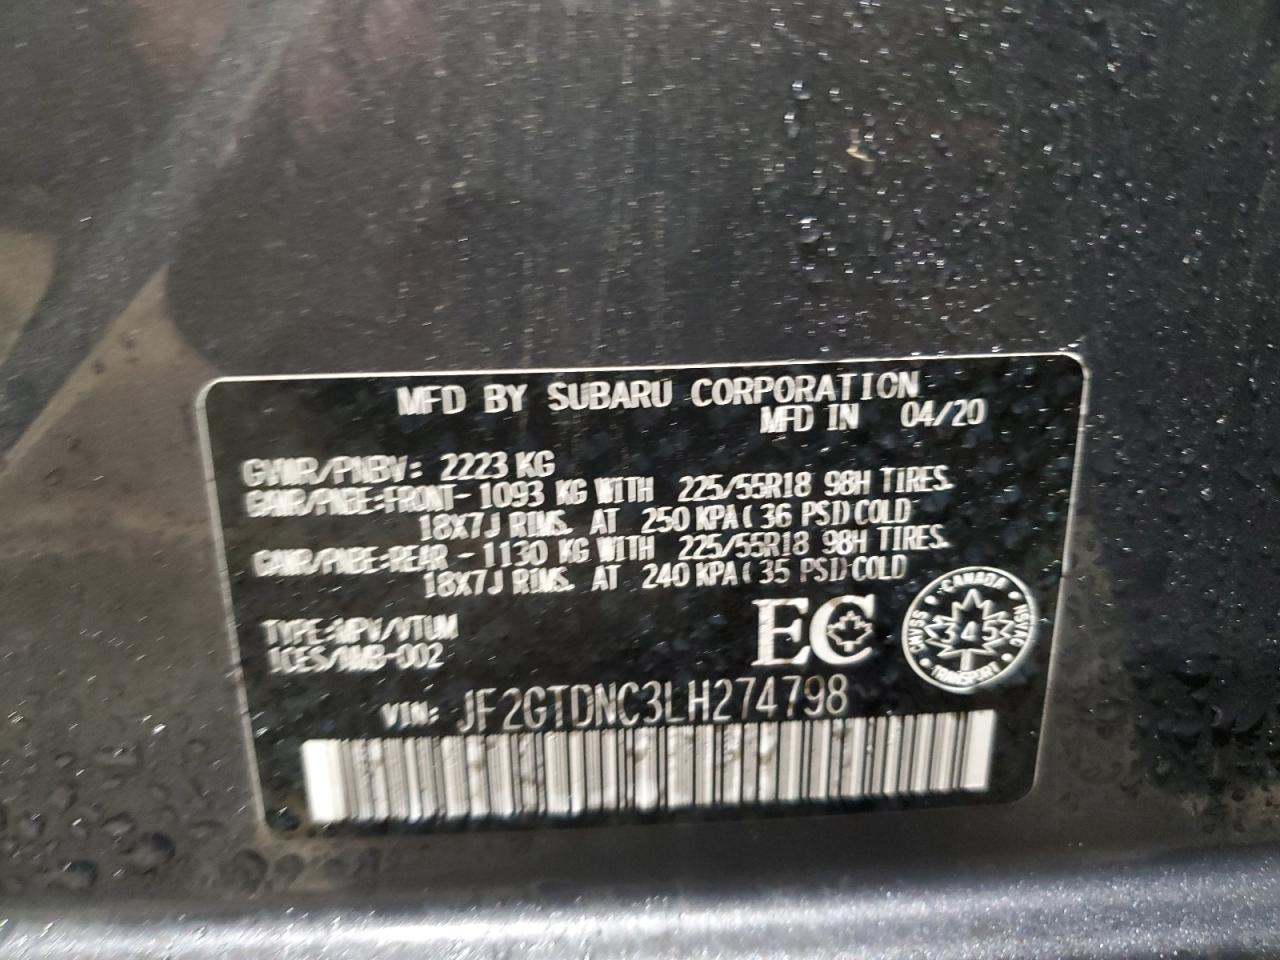 MFD BY SUBARU CORPORATION
MFD IN 04/20
GVWR/PNBV: 2223 KG
GAWR/PNBE-FRONT- 1093 KG WITH 225/55R18 98H TIRES.
18X7J RIMS. AT 250 KPA ( 36 PSI) COLD
GAWR/PNBE-REAR - 1130 KG WITH 225/55R18 98H TIRES.
18X7J RIMS. AT 240 KPA ( 35 PSI) COLD
TYPE-MPV/VTUM
ICES/NMB-002
EC
CANADA
CMVSS
345
NSVAC
TRANSPORT
VIN: JF2GTDNC3LH274798